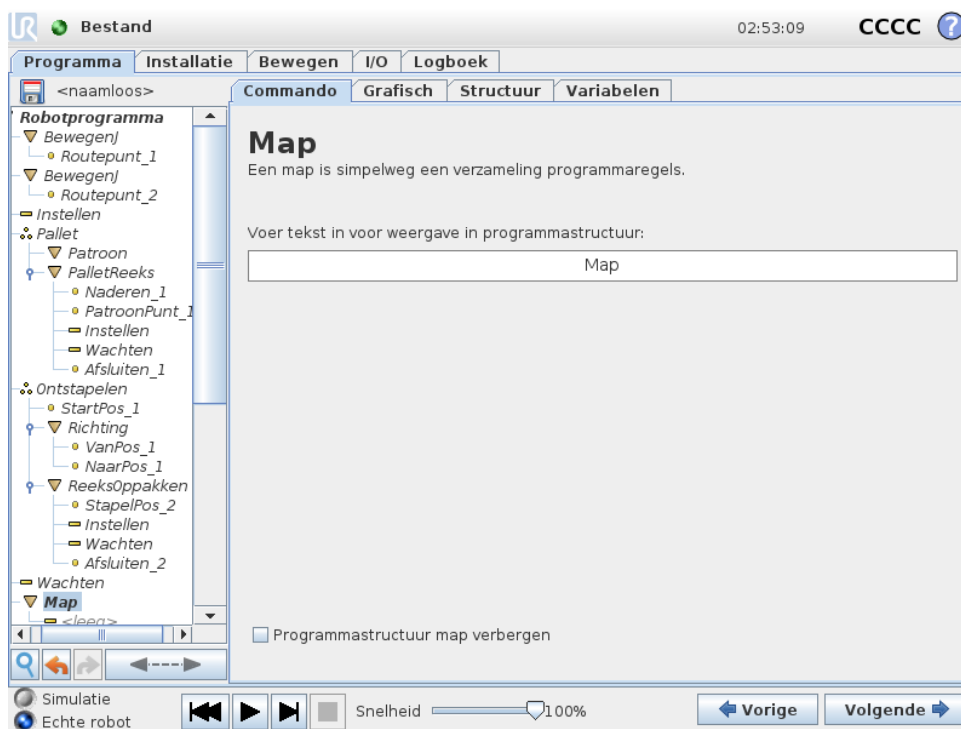 UR Bestand 02:53:09 CCCC ?
Programma Installatie Bewegen I/O Logboek
<naamloos> Commando Grafisch Structuur Variabelen
Robotprogramma
BewegenJ
Routepunt_1
BewegenJ
Routepunt_2
Instellen
Pallet
Patroon
PalletReeks
Naderen_1
PatroonPunt_1
Instellen
Wachten
Afsluiten_1
Ontstapelen
StartPos_1
Richting
VanPos_1
NaarPos_1
ReeksOppakken
StapelPos_2
Instellen
Wachten
Afsluiten_2
Wachten
Map
<leeg>
Map
Een map is simpelweg een verzameling programmaregels.
Voer tekst in voor weergave in programmastructuur:
Map
Programmastructuur map verbergen
Simulatie
Echte robot
Snelheid 100%
Vorige Volgende